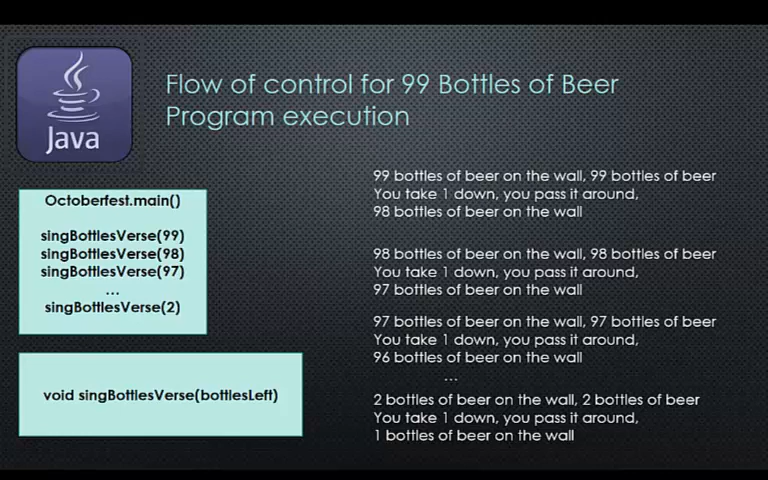 Java
Flow of control for 99 Bottles of Beer
Program execution
Octoberfest.main()
singBottlesVerse(99)
singBottlesVerse(98)
singBottlesVerse(97)
...
singBottlesVerse(2)
void singBottlesVerse(bottlesLeft)
99 bottles of beer on the wall, 99 bottles of beer
You take 1 down, you pass it around,
98 bottles of beer on the wall
98 bottles of beer on the wall, 98 bottles of beer
You take 1 down, you pass it around,
97 bottles of beer on the wall
97 bottles of beer on the wall, 97 bottles of beer
You take 1 down, you pass it around,
96 bottles of beer on the wall
...
2 bottles of beer on the wall, 2 bottles of beer
You take 1 down, you pass it around,
1 bottles of beer on the wall